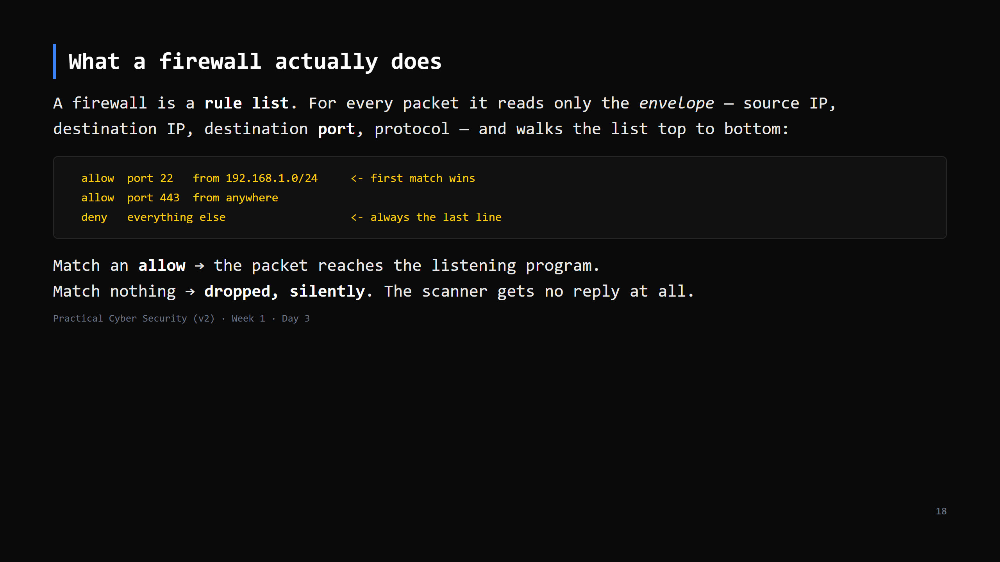 What a firewall actually does
A firewall is a rule list. For every packet it reads only the envelope — source IP,
destination IP, destination port, protocol — and walks the list top to bottom:
allow  port 22   from 192.168.1.0/24     <- first match wins
allow  port 443  from anywhere
deny   everything else                   <- always the last line
Match an allow → the packet reaches the listening program.
Match nothing → dropped, silently. The scanner gets no reply at all.
Practical Cyber Security (v2) · Week 1 · Day 3
18